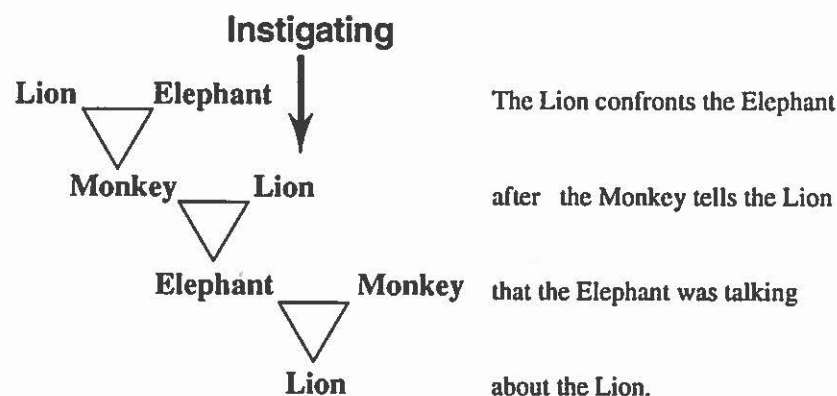 Instigating
Lion Elephant The Lion confronts the Elephant
Monkey Lion after the Monkey tells the Lion
Elephant Monkey that the Elephant was talking
Lion about the Lion.